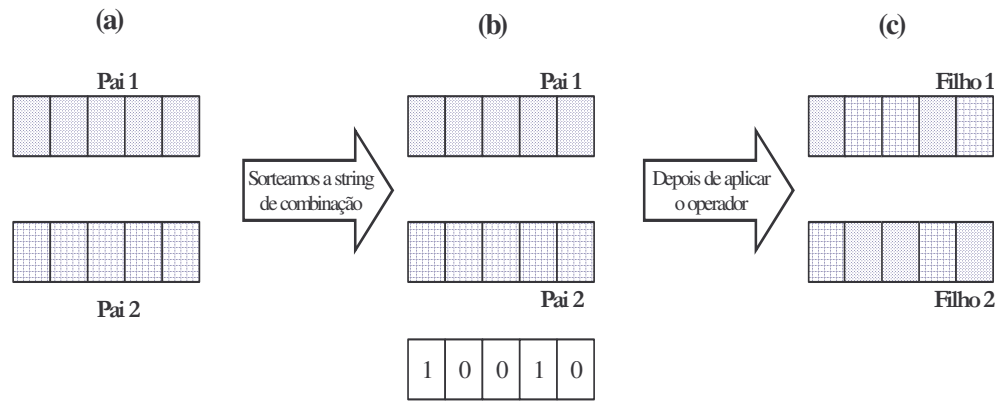 (a)
(b)
(c)
Pai 1
Pai 1
Filho 1
Sorteamos a string
de combinação
Depois de aplicar
o operador
Pai 2
Pai 2
Filho 2
1 0 0 1 0